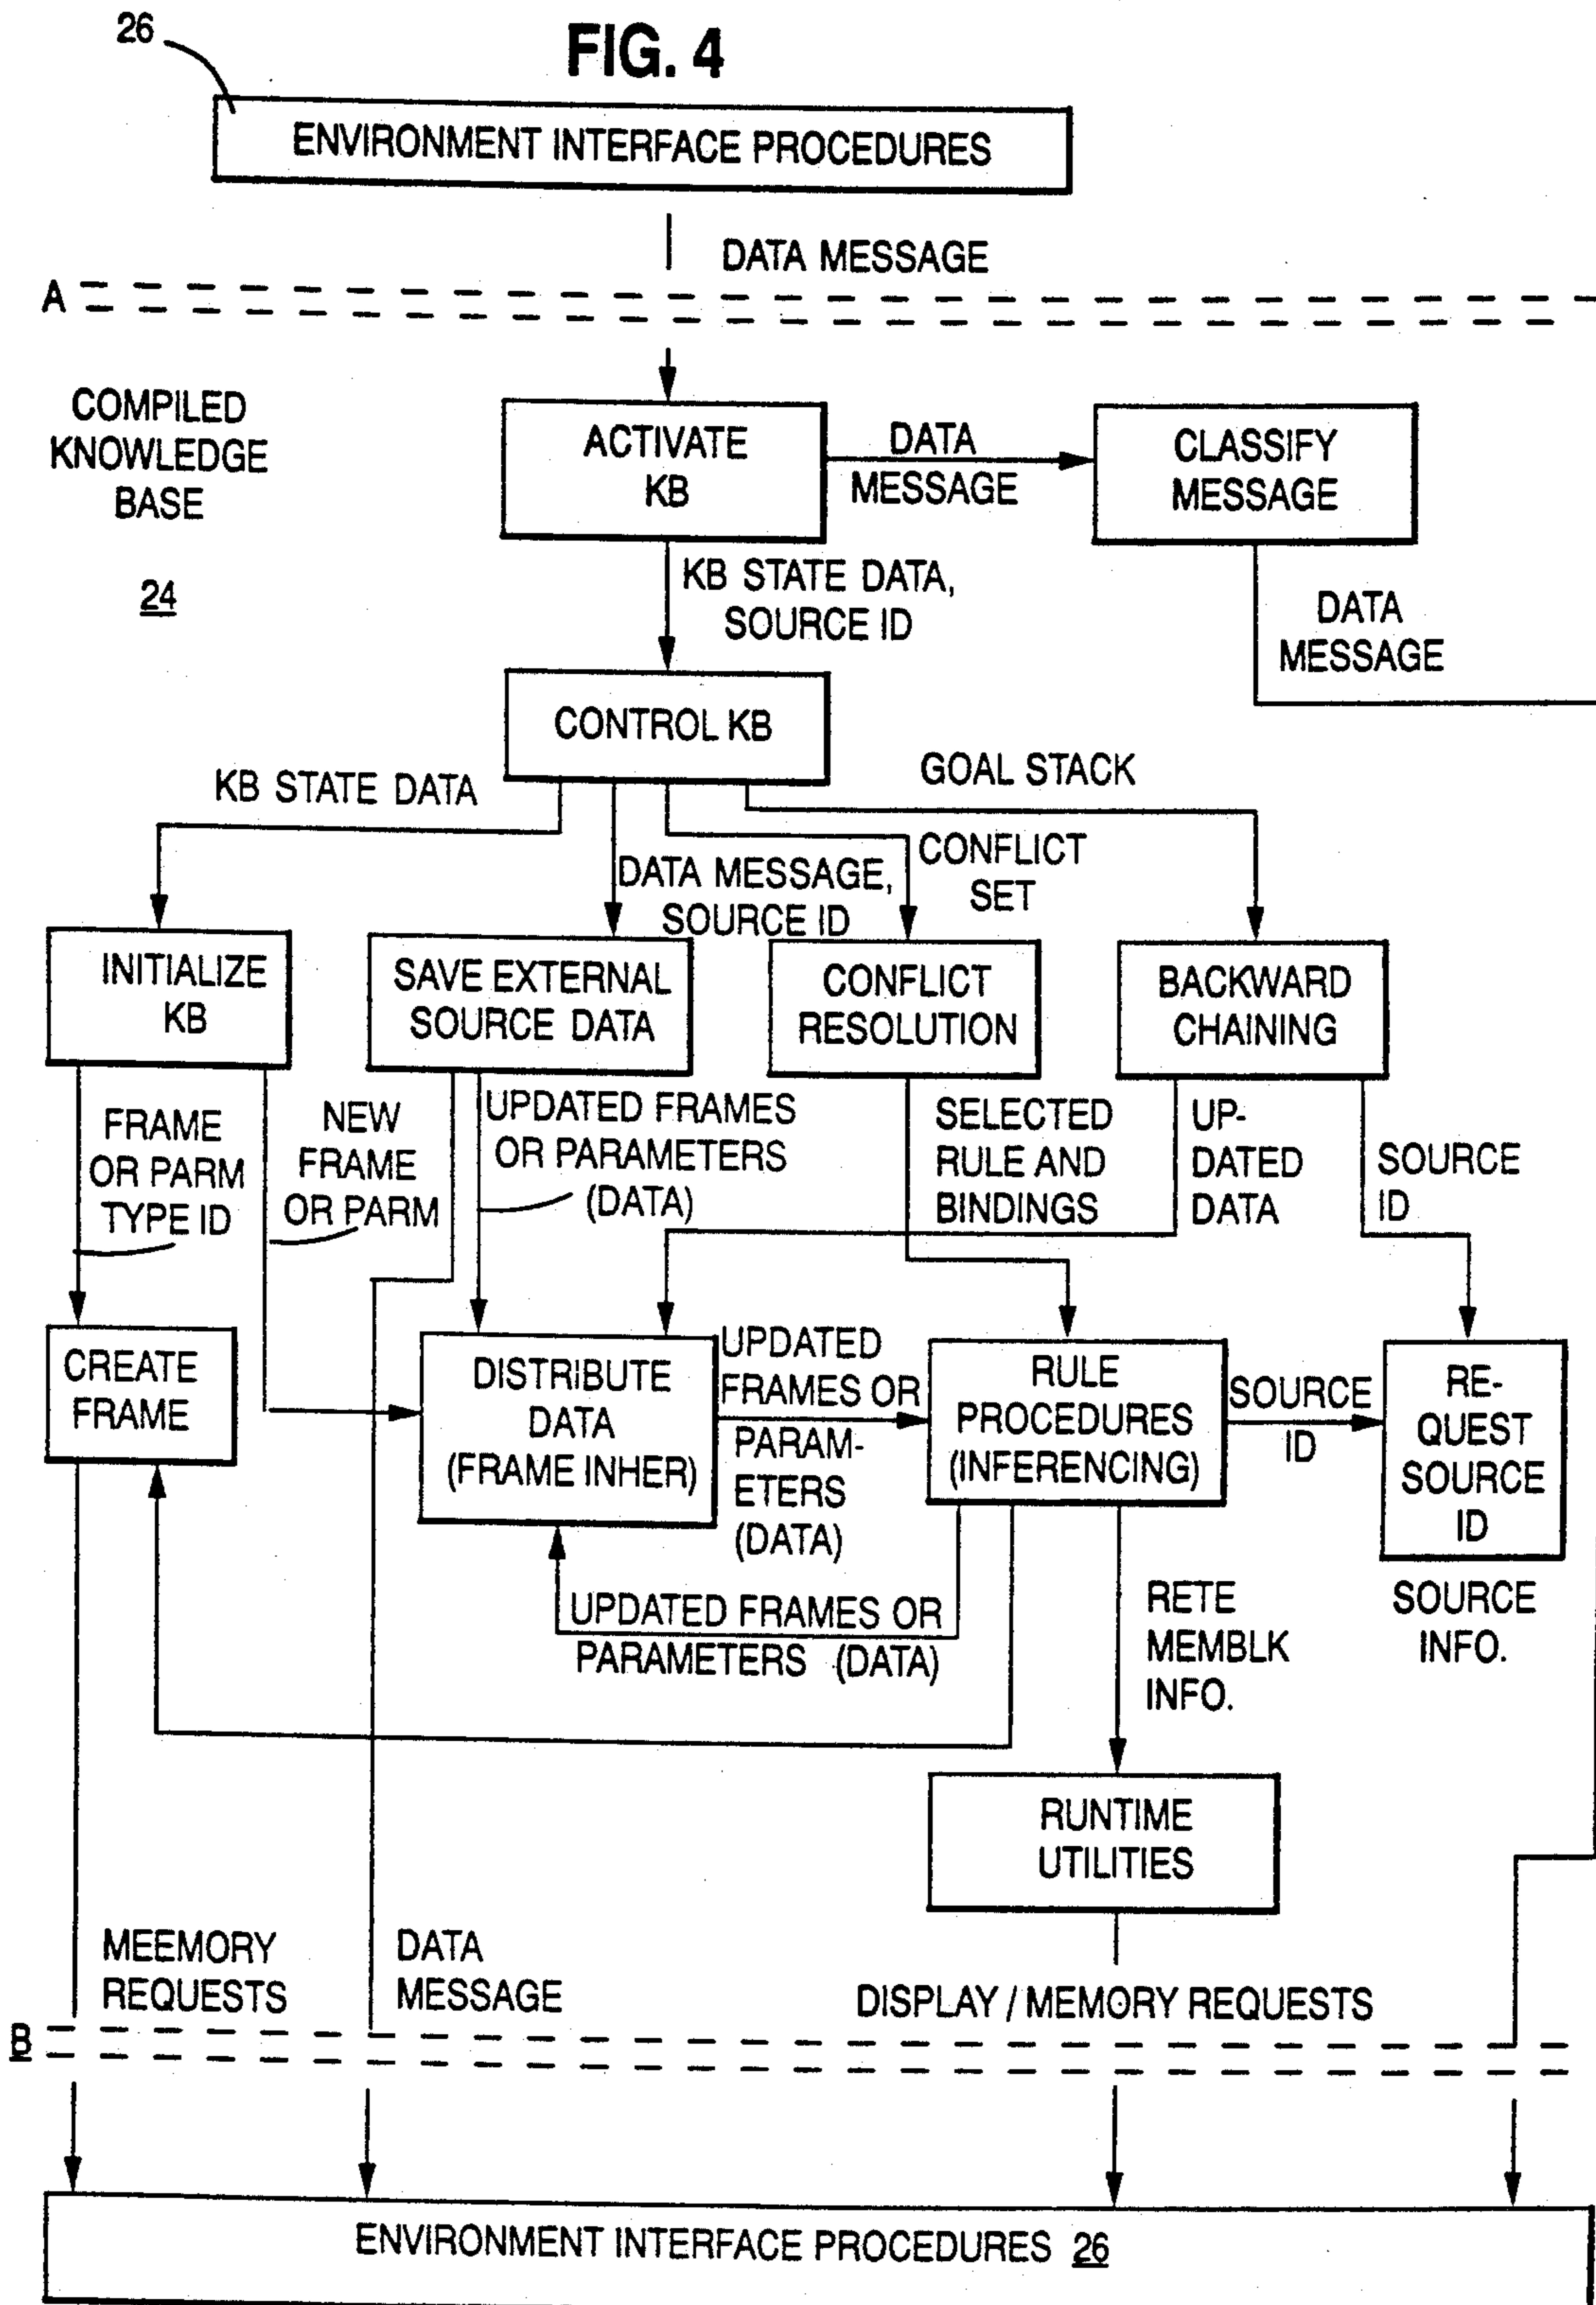 26
FIG. 4
ENVIRONMENT INTERFACE PROCEDURES
DATA MESSAGE
A
COMPILED
KNOWLEDGE
BASE
24
ACTIVATE
KB
DATA
MESSAGE
CLASSIFY
MESSAGE
KB STATE DATA,
SOURCE ID
DATA
MESSAGE
CONTROL KB
KB STATE DATA
GOAL STACK
DATA MESSAGE,
SOURCE ID
CONFLICT
SET
INITIALIZE
KB
SAVE EXTERNAL
SOURCE DATA
CONFLICT
RESOLUTION
BACKWARD
CHAINING
FRAME
OR PARM
TYPE ID
NEW
FRAME
OR PARM
UPDATED FRAMES
OR PARAMETERS
(DATA)
SELECTED
RULE AND
BINDINGS
UP-
DATED
DATA
SOURCE
ID
CREATE
FRAME
DISTRIBUTE
DATA
(FRAME INHER)
UPDATED
FRAMES OR
PARAM-
ETERS
(DATA)
RULE
PROCEDURES
(INFERENCING)
SOURCE
ID
RE-
QUEST
SOURCE
ID
UPDATED FRAMES OR
PARAMETERS (DATA)
RETE
MEMBLK
INFO.
SOURCE
INFO.
RUNTIME
UTILITIES
MEEMORY
REQUESTS
DATA
MESSAGE
DISPLAY / MEMORY REQUESTS
B
ENVIRONMENT INTERFACE PROCEDURES 26